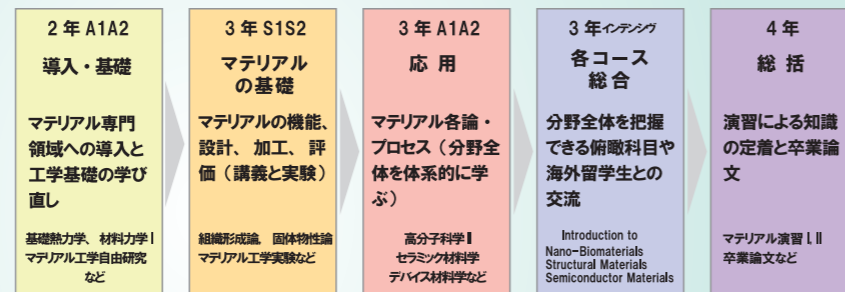 2年 A1A2
導入・基礎
マテリアル専門
領域への導入と
工学基礎の学び
直し
基礎熱力学、材料力学Ⅰ
マテリアル工学自由研究
など
3年 S1S2
マテリアル
の基礎
マテリアルの機能、
設計、加工、評
価（講義と実験）
組織形成論、固体物性論
マテリアル工学実験など
3年 A1A2
応用
マテリアル各論・
プロセス（分野全
体を体系的に学
ぶ）
高分子科学Ⅱ
セラミック材料学
デバイス材料学など
3年インテンシヴ
各コース
総合
分野全体を把握
できる俯瞰科目や
海外留学生との
交流
Introduction to
Nano-Biomaterials
Structural Materials
Semiconductor Materials
4年
総括
演習による知識
の定着と卒業論
文
マテリアル演習Ⅰ、Ⅱ
卒業論文など